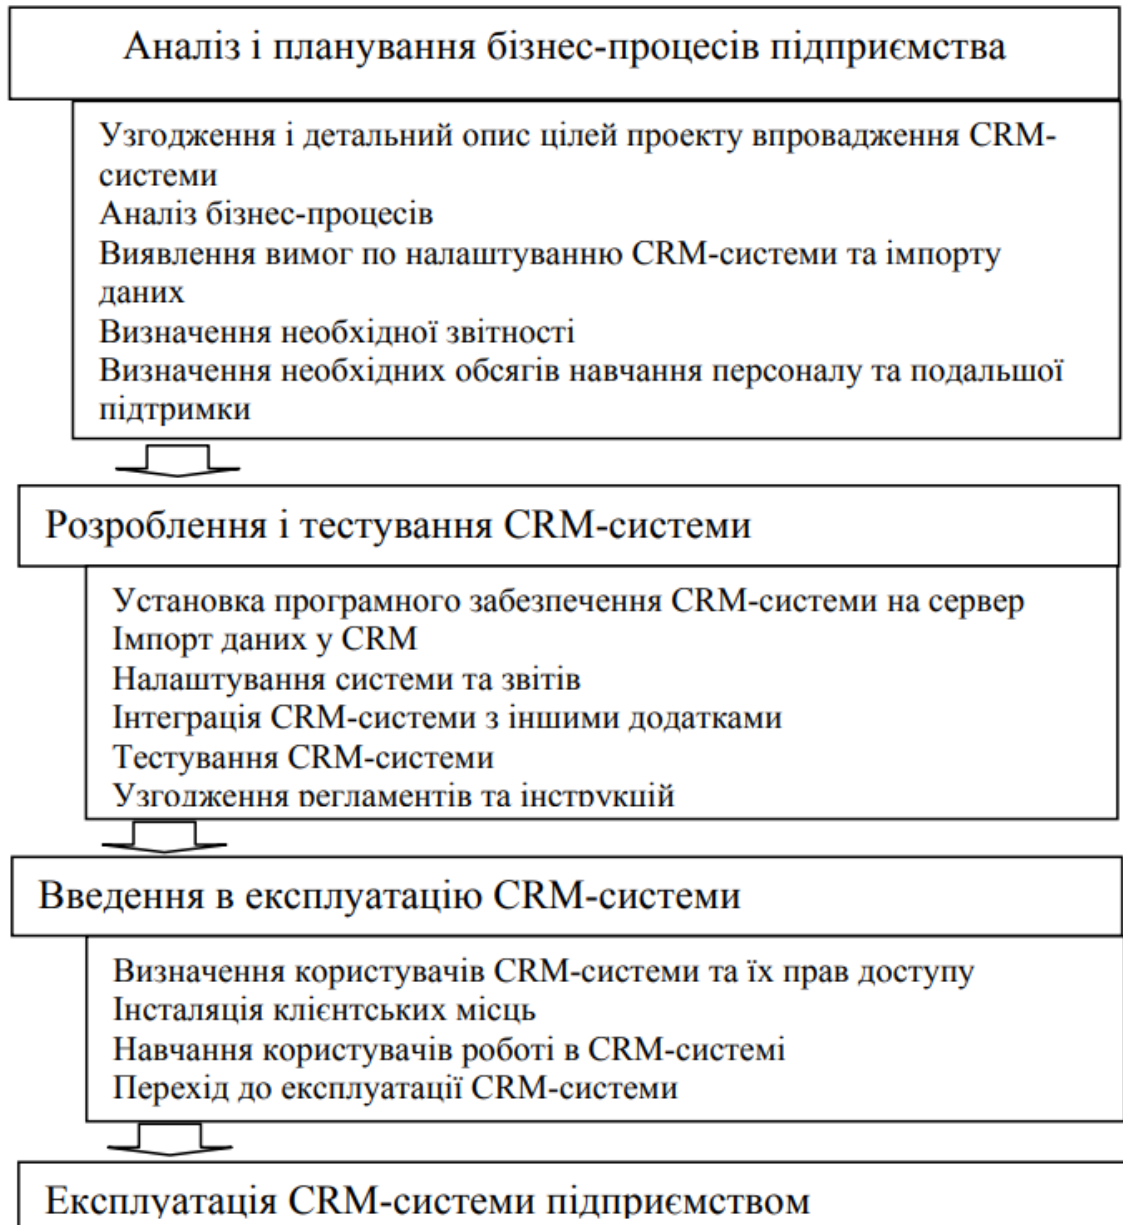 Аналіз і планування бізнес-процесів підприємства
Узгодження і детальний опис цілей проекту впровадження CRM-
системи
Аналіз бізнес-процесів
Виявлення вимог по налаштуванню CRM-системи та імпорту
даних
Визначення необхідної звітності
Визначення необхідних обсягів навчання персоналу та подальшої
підтримки
Розроблення і тестування CRM-системи
Установка програмного забезпечення CRM-системи на сервер
Імпорт даних у CRM
Налаштування системи та звітів
Інтеграція CRM-системи з іншими додатками
Тестування CRM-системи
Узгодження регламентів та інструкцій
Введення в експлуатацію CRM-системи
Визначення користувачів CRM-системи та їх прав доступу
Інсталяція клієнтських місць
Навчання користувачів роботі в CRM-системі
Перехід до експлуатації CRM-системи
Експлуатація CRM-системи підприємством